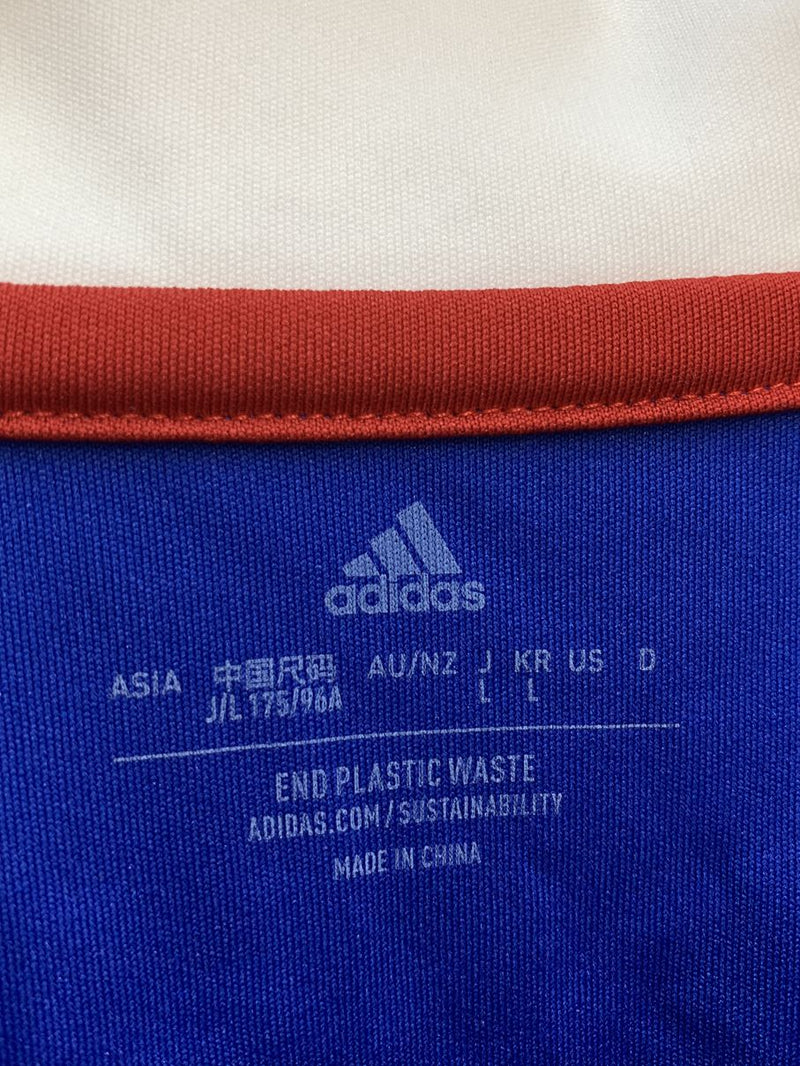 adidas
ASIA 中国尺码 AU/NZ J KR US D
J/L 175/96A L L
END PLASTIC WASTE
ADIDAS.COM/SUSTAINABILITY
MADE IN CHINA